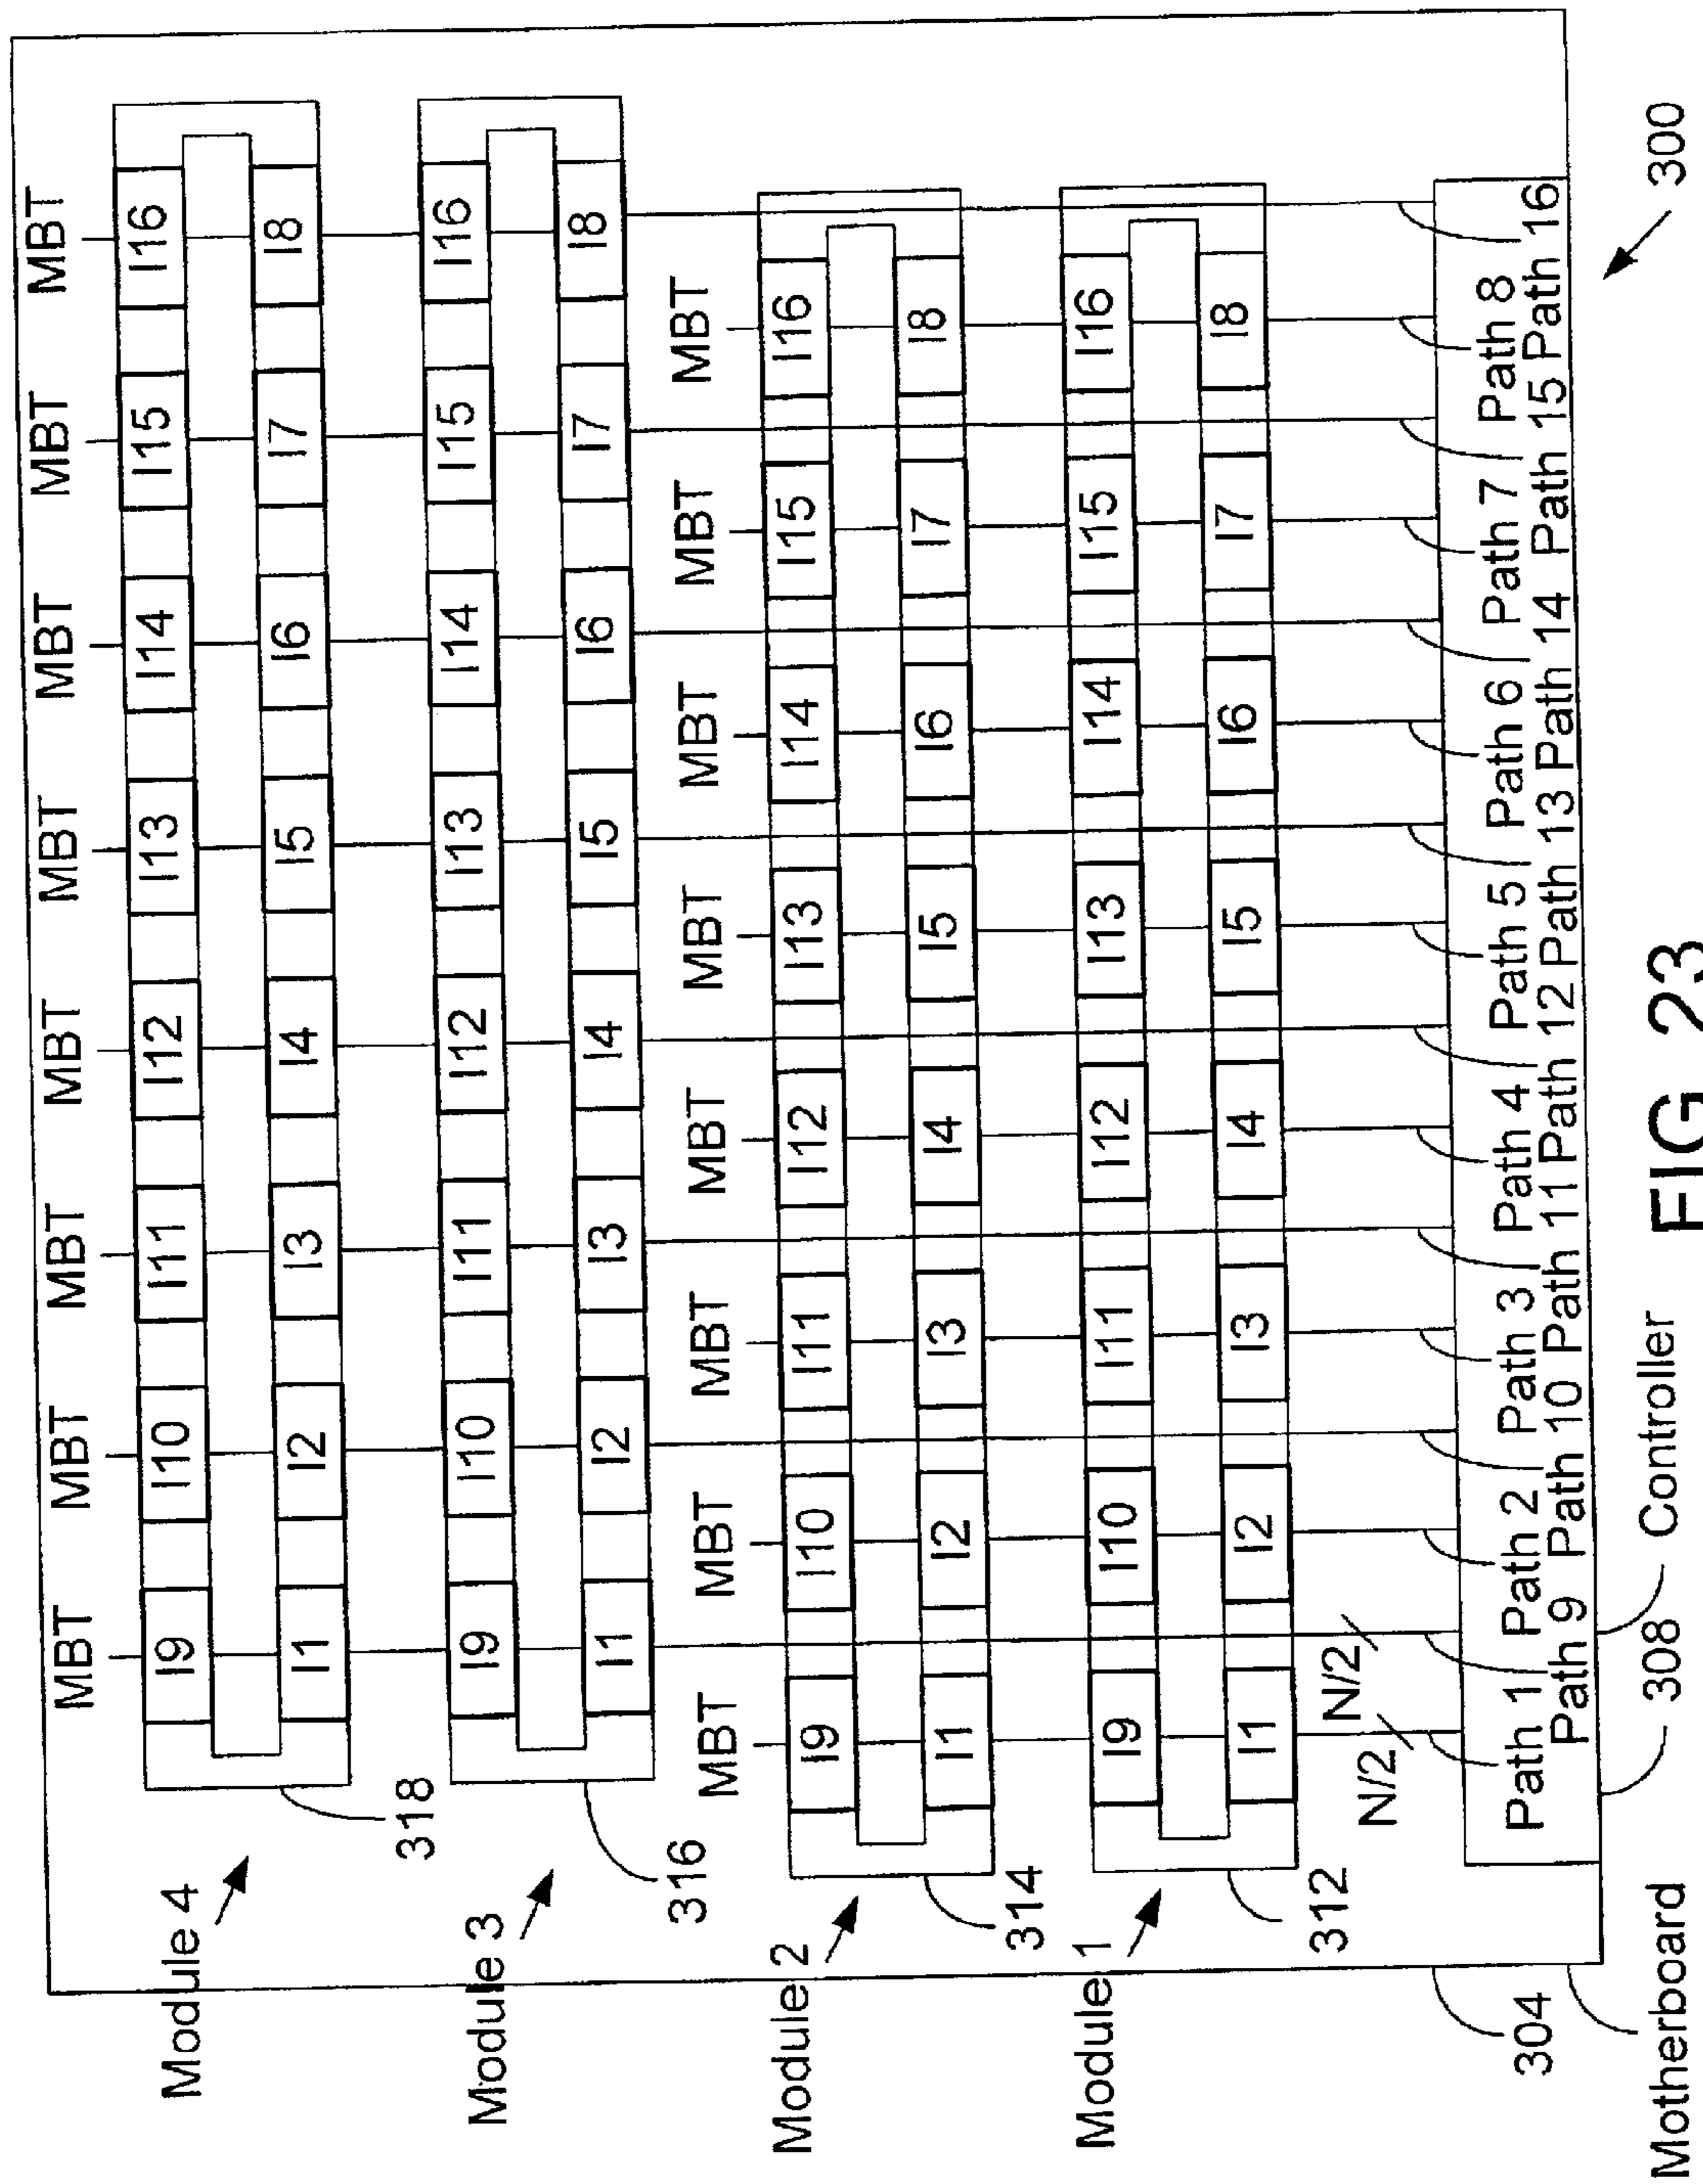 MBT MBT MBT MBT MBT MBT MBT MBT
Module 4
I9 I10 I11 I12 I13 I14 I15 I16
I1 I2 I3 I4 I5 I6 I7 I8
318
Module 3
I9 I10 I11 I12 I13 I14 I15 I16
I1 I2 I3 I4 I5 I6 I7 I8
316
MBT MBT MBT MBT MBT MBT MBT MBT
Module 2
I9 I10 I11 I12 I13 I14 I15 I16
I1 I2 I3 I4 I5 I6 I7 I8
314
Module 1
I9 I10 I11 I12 I13 I14 I15 I16
I1 I2 I3 I4 I5 I6 I7 I8
312
N/2 N/2
Path 1 Path 2 Path 3 Path 4 Path 5 Path 6 Path 7 Path 8
Path 9 Path 10 Path 11 Path 12 Path 13 Path 14 Path 15 Path 16
304
308
Controller
300
Motherboard
FIG 23